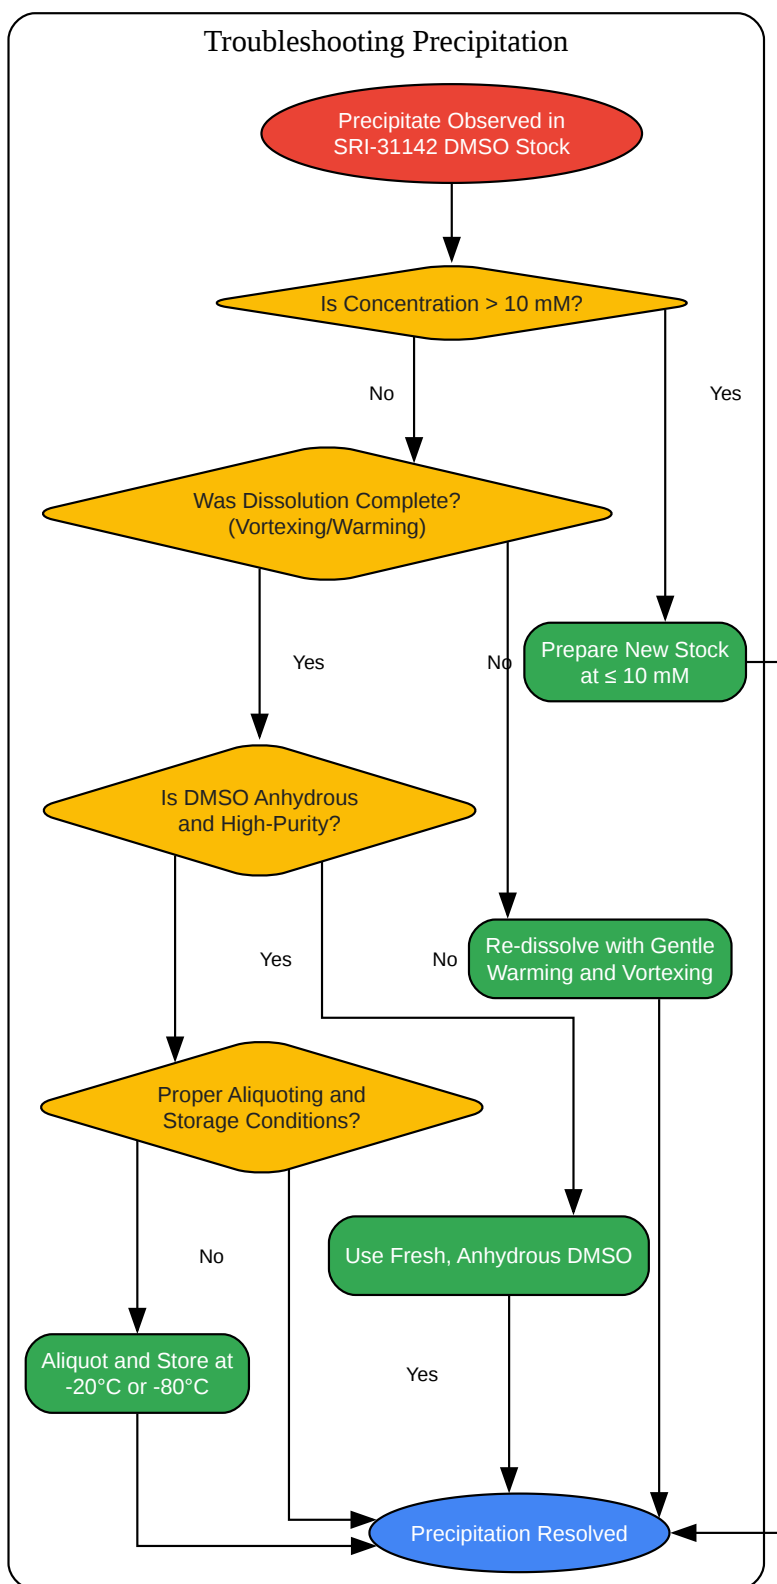 Troubleshooting Precipitation
Precipitate Observed in
SRI-31142 DMSO Stock
Is Concentration > 10 mM?
No
Yes
Was Dissolution Complete?
(Vortexing/Warming)
Yes
No
Prepare New Stock
at ≤ 10 mM
Is DMSO Anhydrous
and High-Purity?
Yes
No
Re-dissolve with Gentle
Warming and Vortexing
Proper Aliquoting and
Storage Conditions?
No
Use Fresh, Anhydrous DMSO
Aliquot and Store at
-20°C or -80°C
Yes
Precipitation Resolved